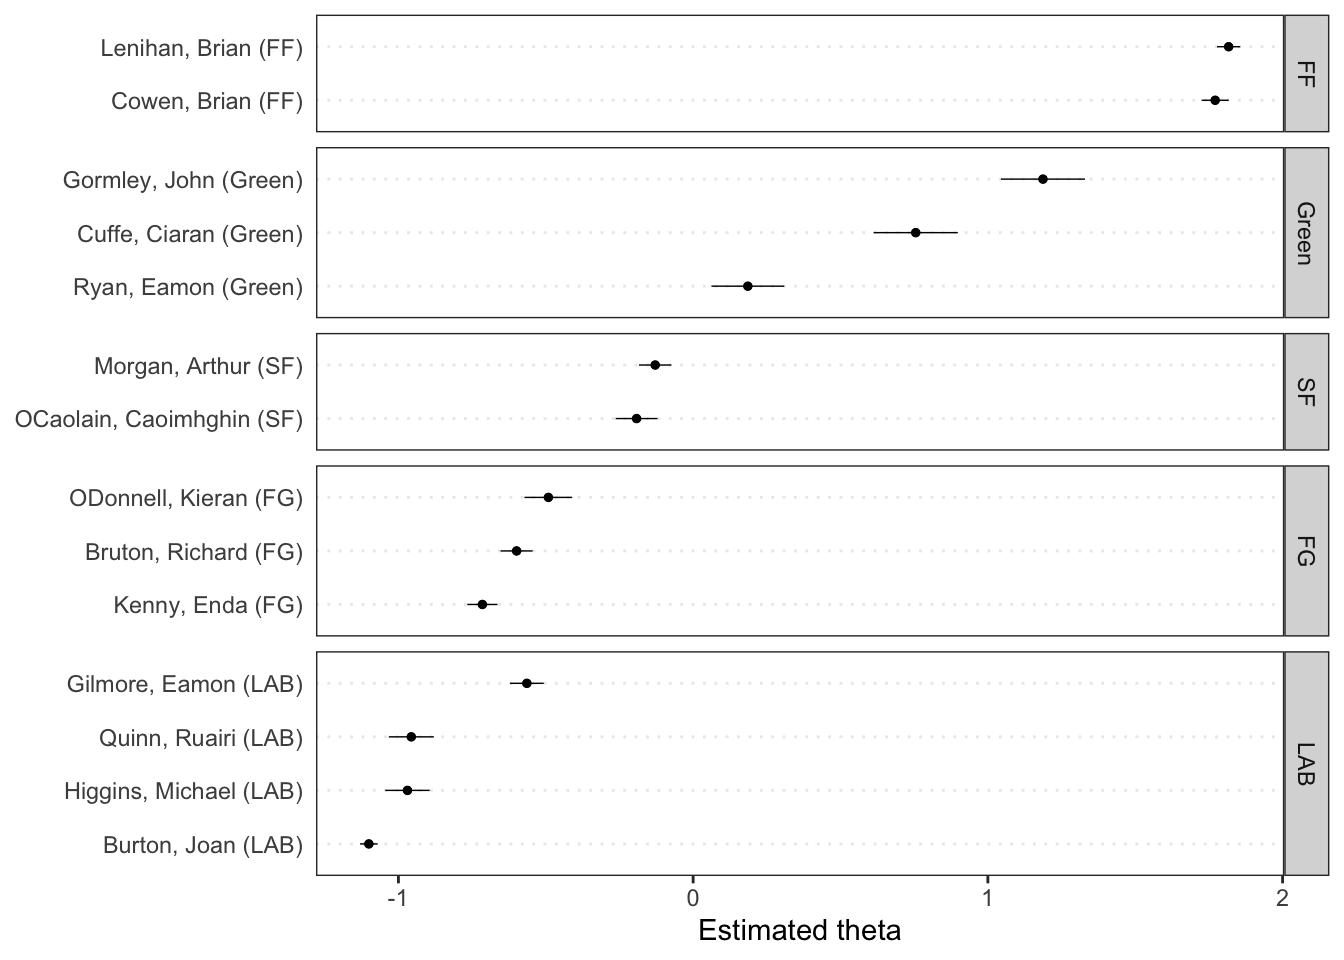 Lenihan, Brian (FF)
Cowen, Brian (FF)
FF
Gormley, John (Green)
Cuffe, Ciaran (Green)
Ryan, Eamon (Green)
Green
Morgan, Arthur (SF)
OCaolain, Caoimhghin (SF)
SF
ODonnell, Kieran (FG)
Bruton, Richard (FG)
Kenny, Enda (FG)
FG
Gilmore, Eamon (LAB)
Quinn, Ruairi (LAB)
Higgins, Michael (LAB)
Burton, Joan (LAB)
LAB
-1 0 1 2
Estimated theta